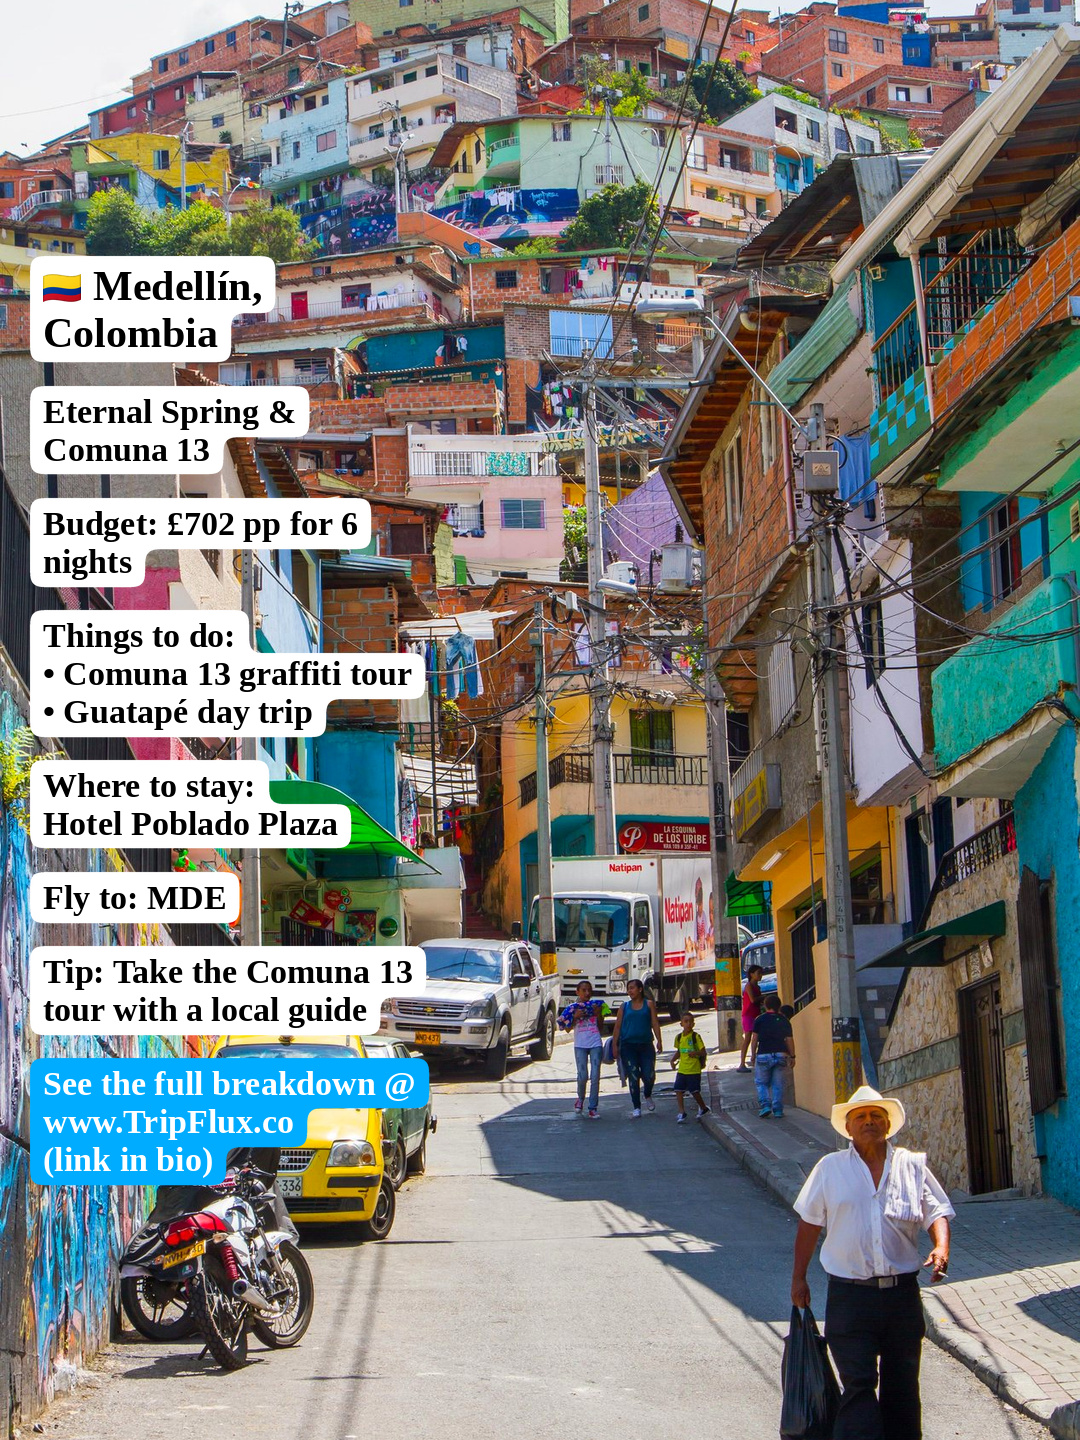 🇨🇴 Medellín,
Colombia
Eternal Spring &
Comuna 13
Budget: £702 pp for 6
nights
Things to do:
• Comuna 13 graffiti tour
• Guatapé day trip
Where to stay:
Hotel Poblado Plaza
Fly to: MDE
Tip: Take the Comuna 13
tour with a local guide
See the full breakdown @
www.TripFlux.co
(link in bio)
LA ESQUINA
DE LOS URIBE
Natipan
Natipan